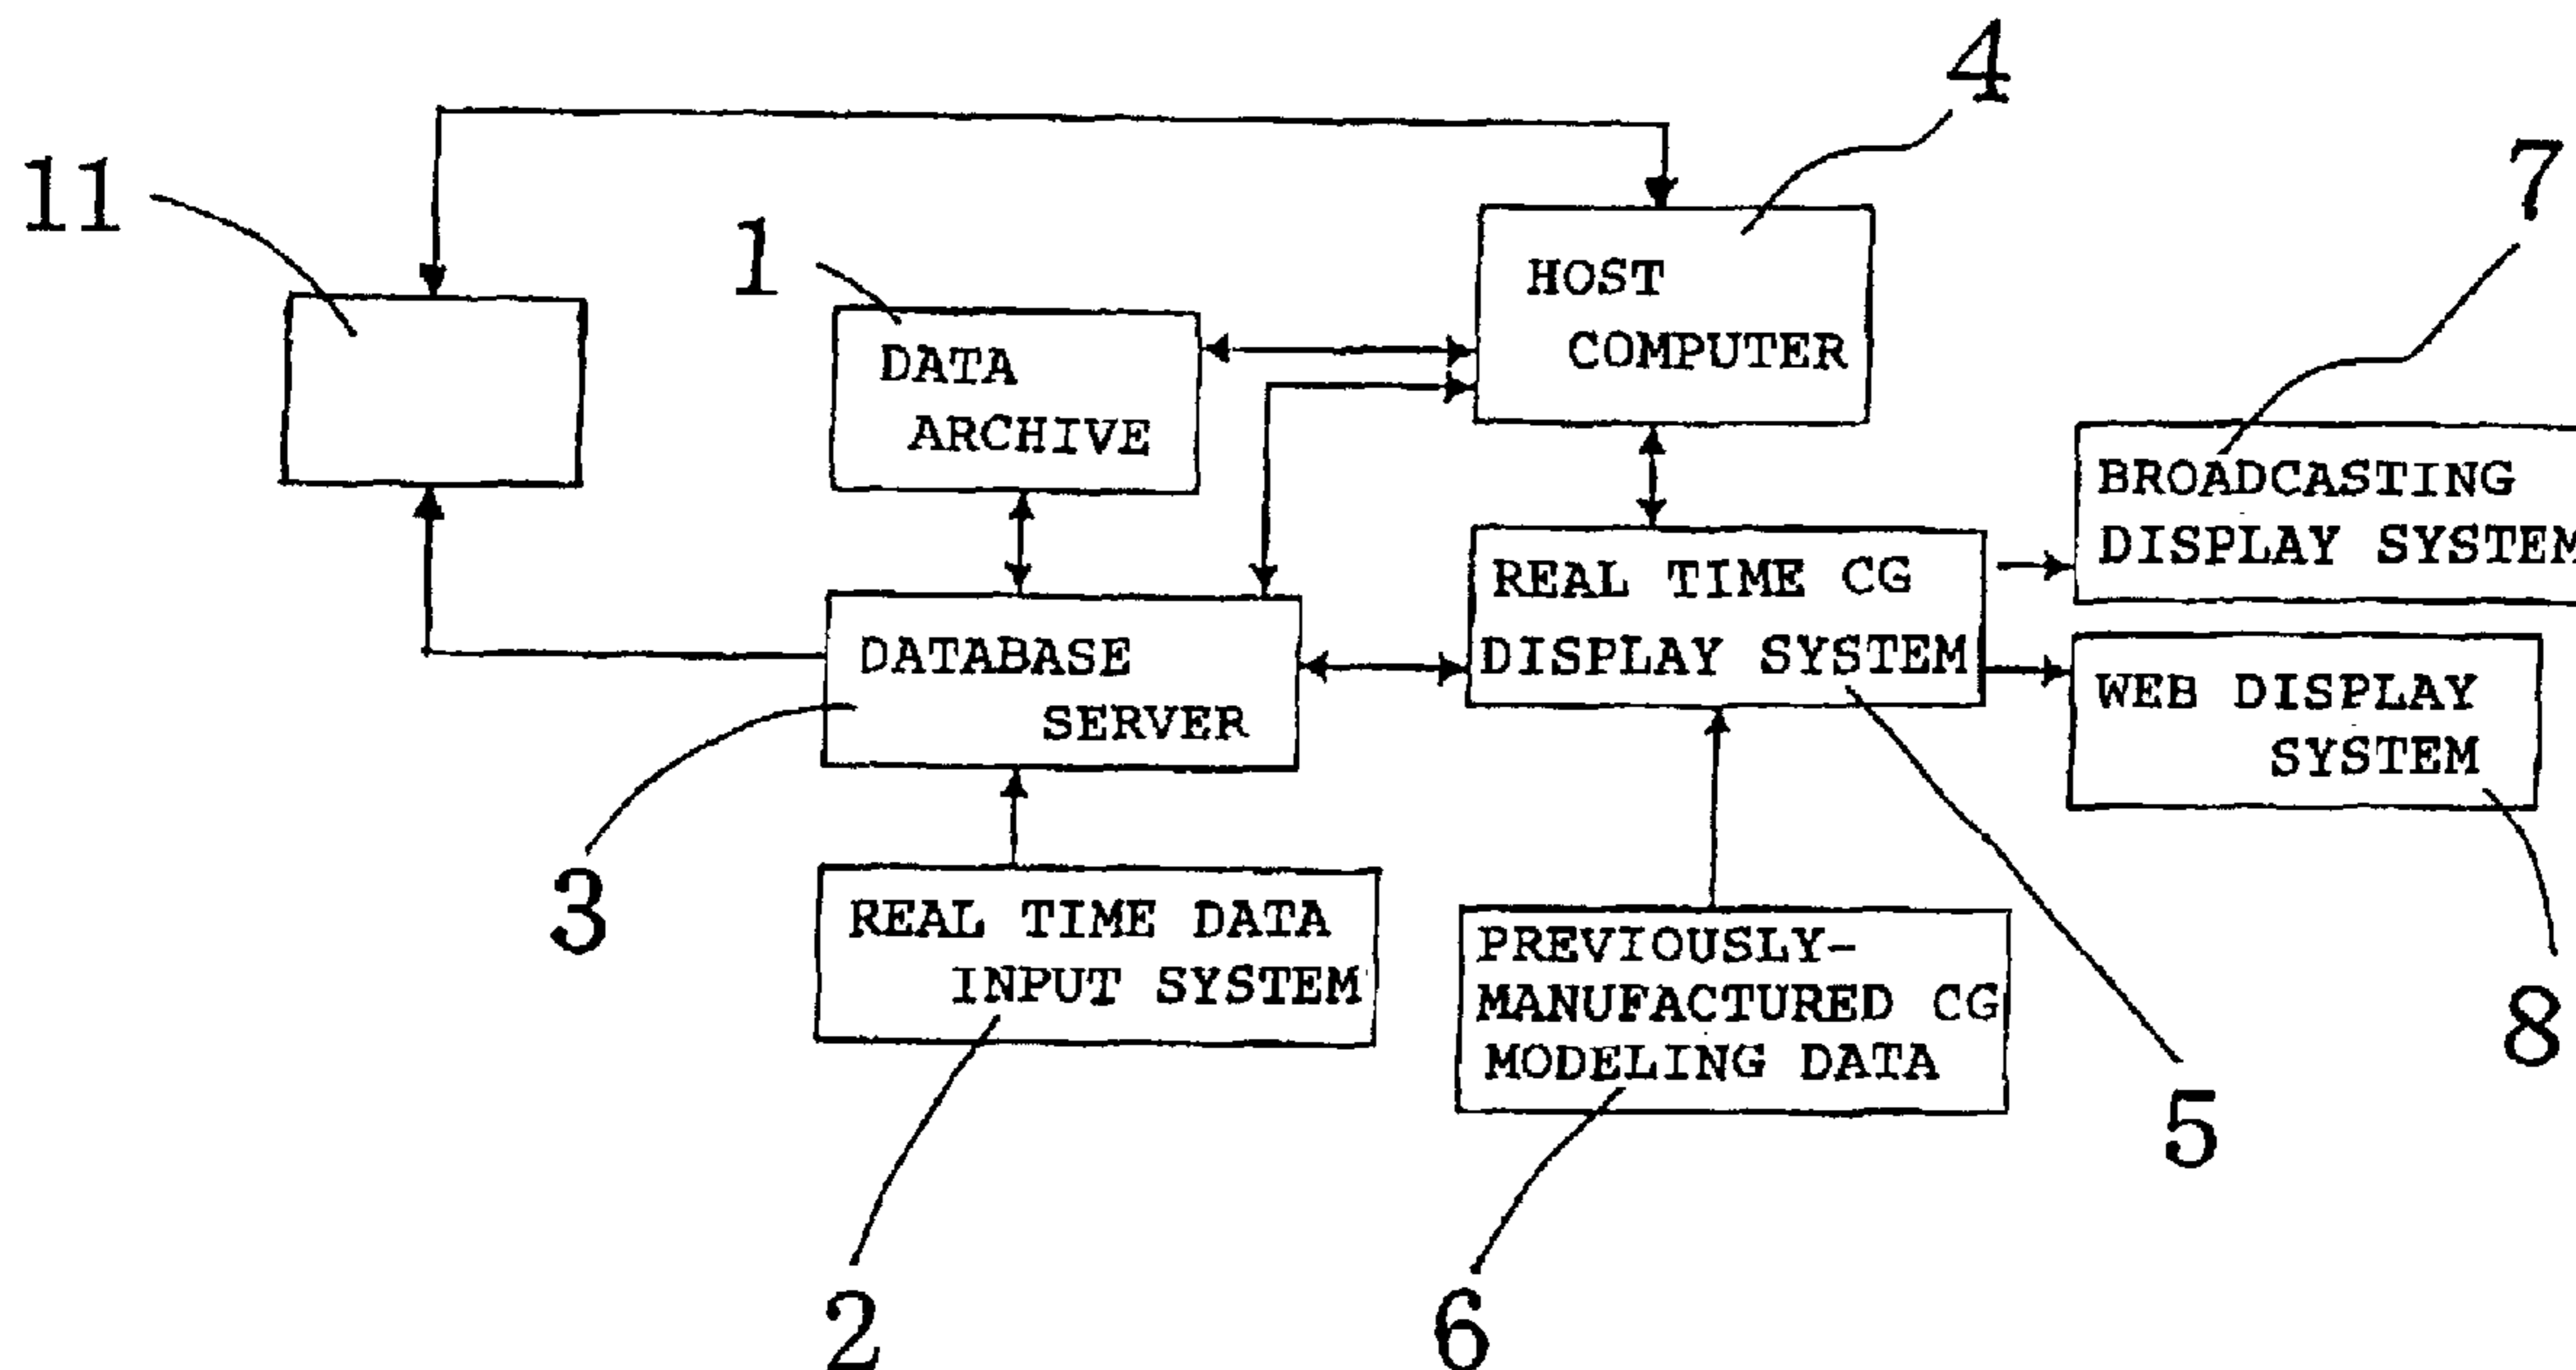 4
11
1
7
HOST
COMPUTER
DATA
ARCHIVE
BROADCASTING
DISPLAY SYSTEM
REAL TIME CG
DISPLAY SYSTEM
DATABASE
SERVER
WEB DISPLAY
SYSTEM
3
REAL TIME DATA
INPUT SYSTEM
PREVIOUSLY-
MANUFACTURED CG
MODELING DATA
8
5
2
6